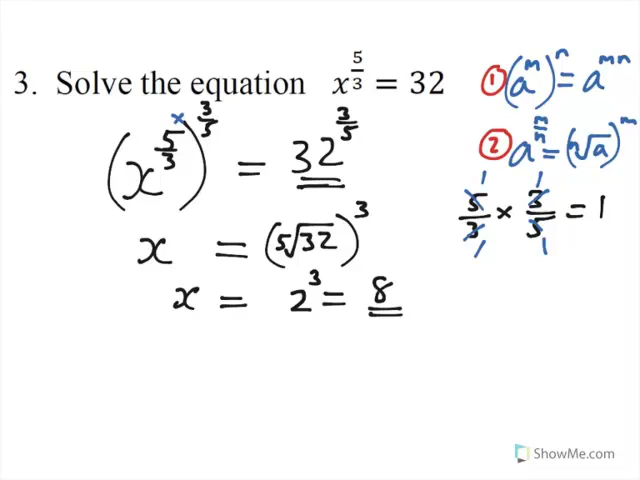 3. Solve the equation x^(5/3) = 32
(x^(5/3))^(3/5) = 32^(3/5)
x = (⁵√32)³
x = 2³ = 8
① (a^m)^n = a^(mn)
② a^(m/n) = (ⁿ√a)^m
5/3 × 3/5 = 1
ShowMe.com